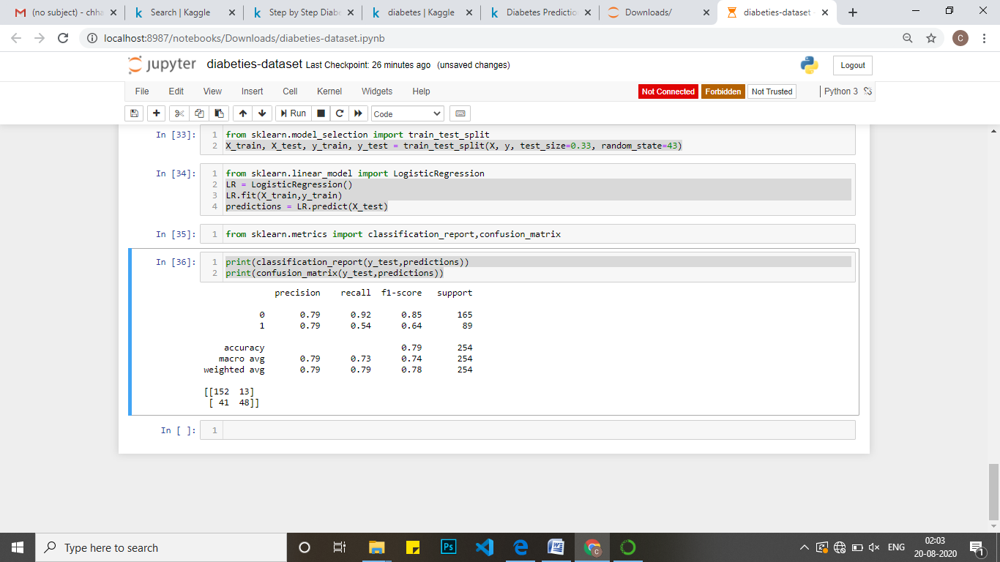 (no subject) - chha
Search | Kaggle
Step by Step Diabe
diabetes | Kaggle
Diabetes Predictio
Downloads/
diabeties-dataset -
localhost:8987/notebooks/Downloads/diabeties-dataset.ipynb
C
jupyter diabeties-dataset Last Checkpoint: 26 minutes ago (unsaved changes)
Logout
File Edit View Insert Cell Kernel Widgets Help
Not Connected Forbidden Not Trusted Python 3
Run Code
In [33]:
1 from sklearn.model_selection import train_test_split
2 X_train, X_test, y_train, y_test = train_test_split(X, y, test_size=0.33, random_state=43)
In [34]:
1 from sklearn.linear_model import LogisticRegression
2 LR = LogisticRegression()
3 LR.fit(X_train,y_train)
4 predictions = LR.predict(X_test)
In [35]:
1 from sklearn.metrics import classification_report,confusion_matrix
In [36]:
1 print(classification_report(y_test,predictions))
2 print(confusion_matrix(y_test,predictions))
precision recall f1-score support
0 0.79 0.92 0.85 165
1 0.79 0.54 0.64 89
accuracy 0.79 254
macro avg 0.79 0.73 0.74 254
weighted avg 0.79 0.79 0.78 254
[[152 13]
[ 41 48]]
In [ ]:
1
Type here to search
Ps
W
C
ENG
02:03
20-08-2020
1